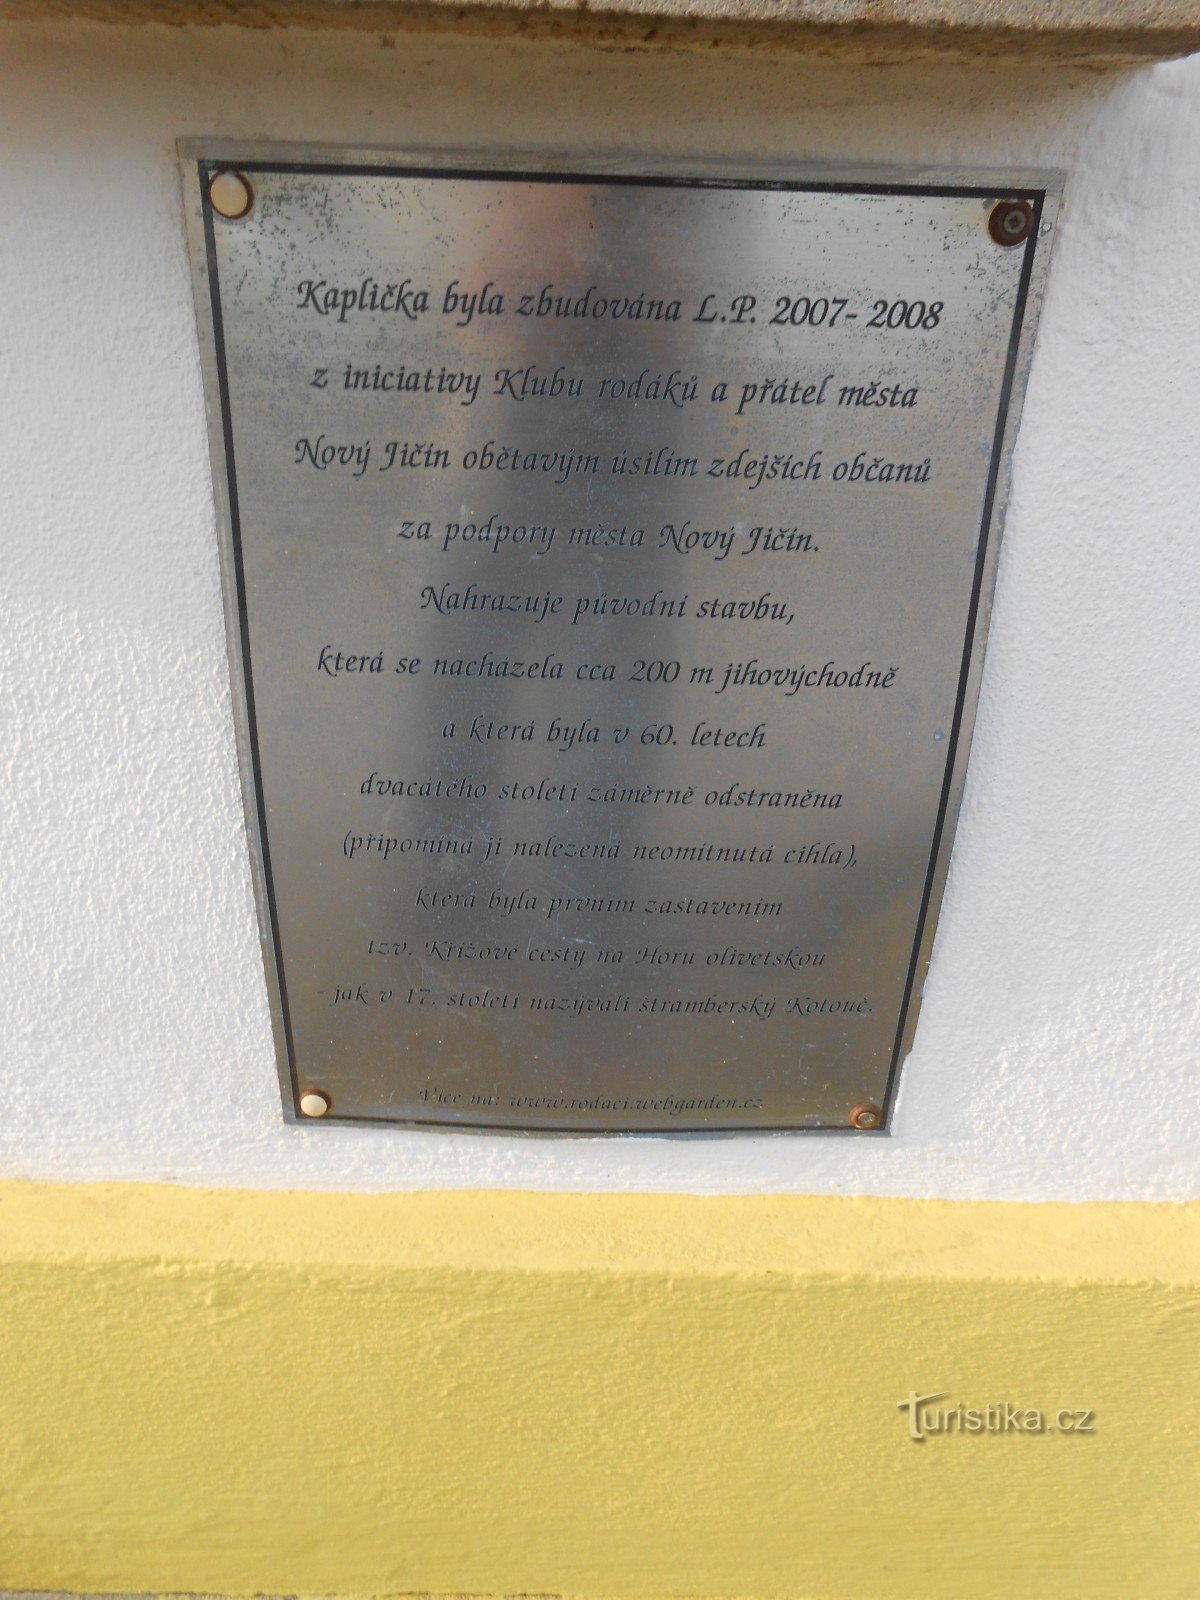 Kaplička byla zbudována L.P. 2007- 2008
z iniciativy Klubu rodáků a přátel města
Nový Jičín obětavým úsilím zdejších občanů
za podpory města Nový Jičín.
Nahrazuje původní stavbu,
která se nacházela cca 200 m jihovýchodně
a která byla v 60. letech
dvacátého století záměrně odstraněna
(připomíná ji nalezená neomítnutá cihla),
která byla prvním zastavením
tzv. Křížové cesty na Horu olivetskou
- jak v 17. století nazývali štramberský Kotouč.
Více na: www.rodaci.webgarden.cz
Turistika.cz